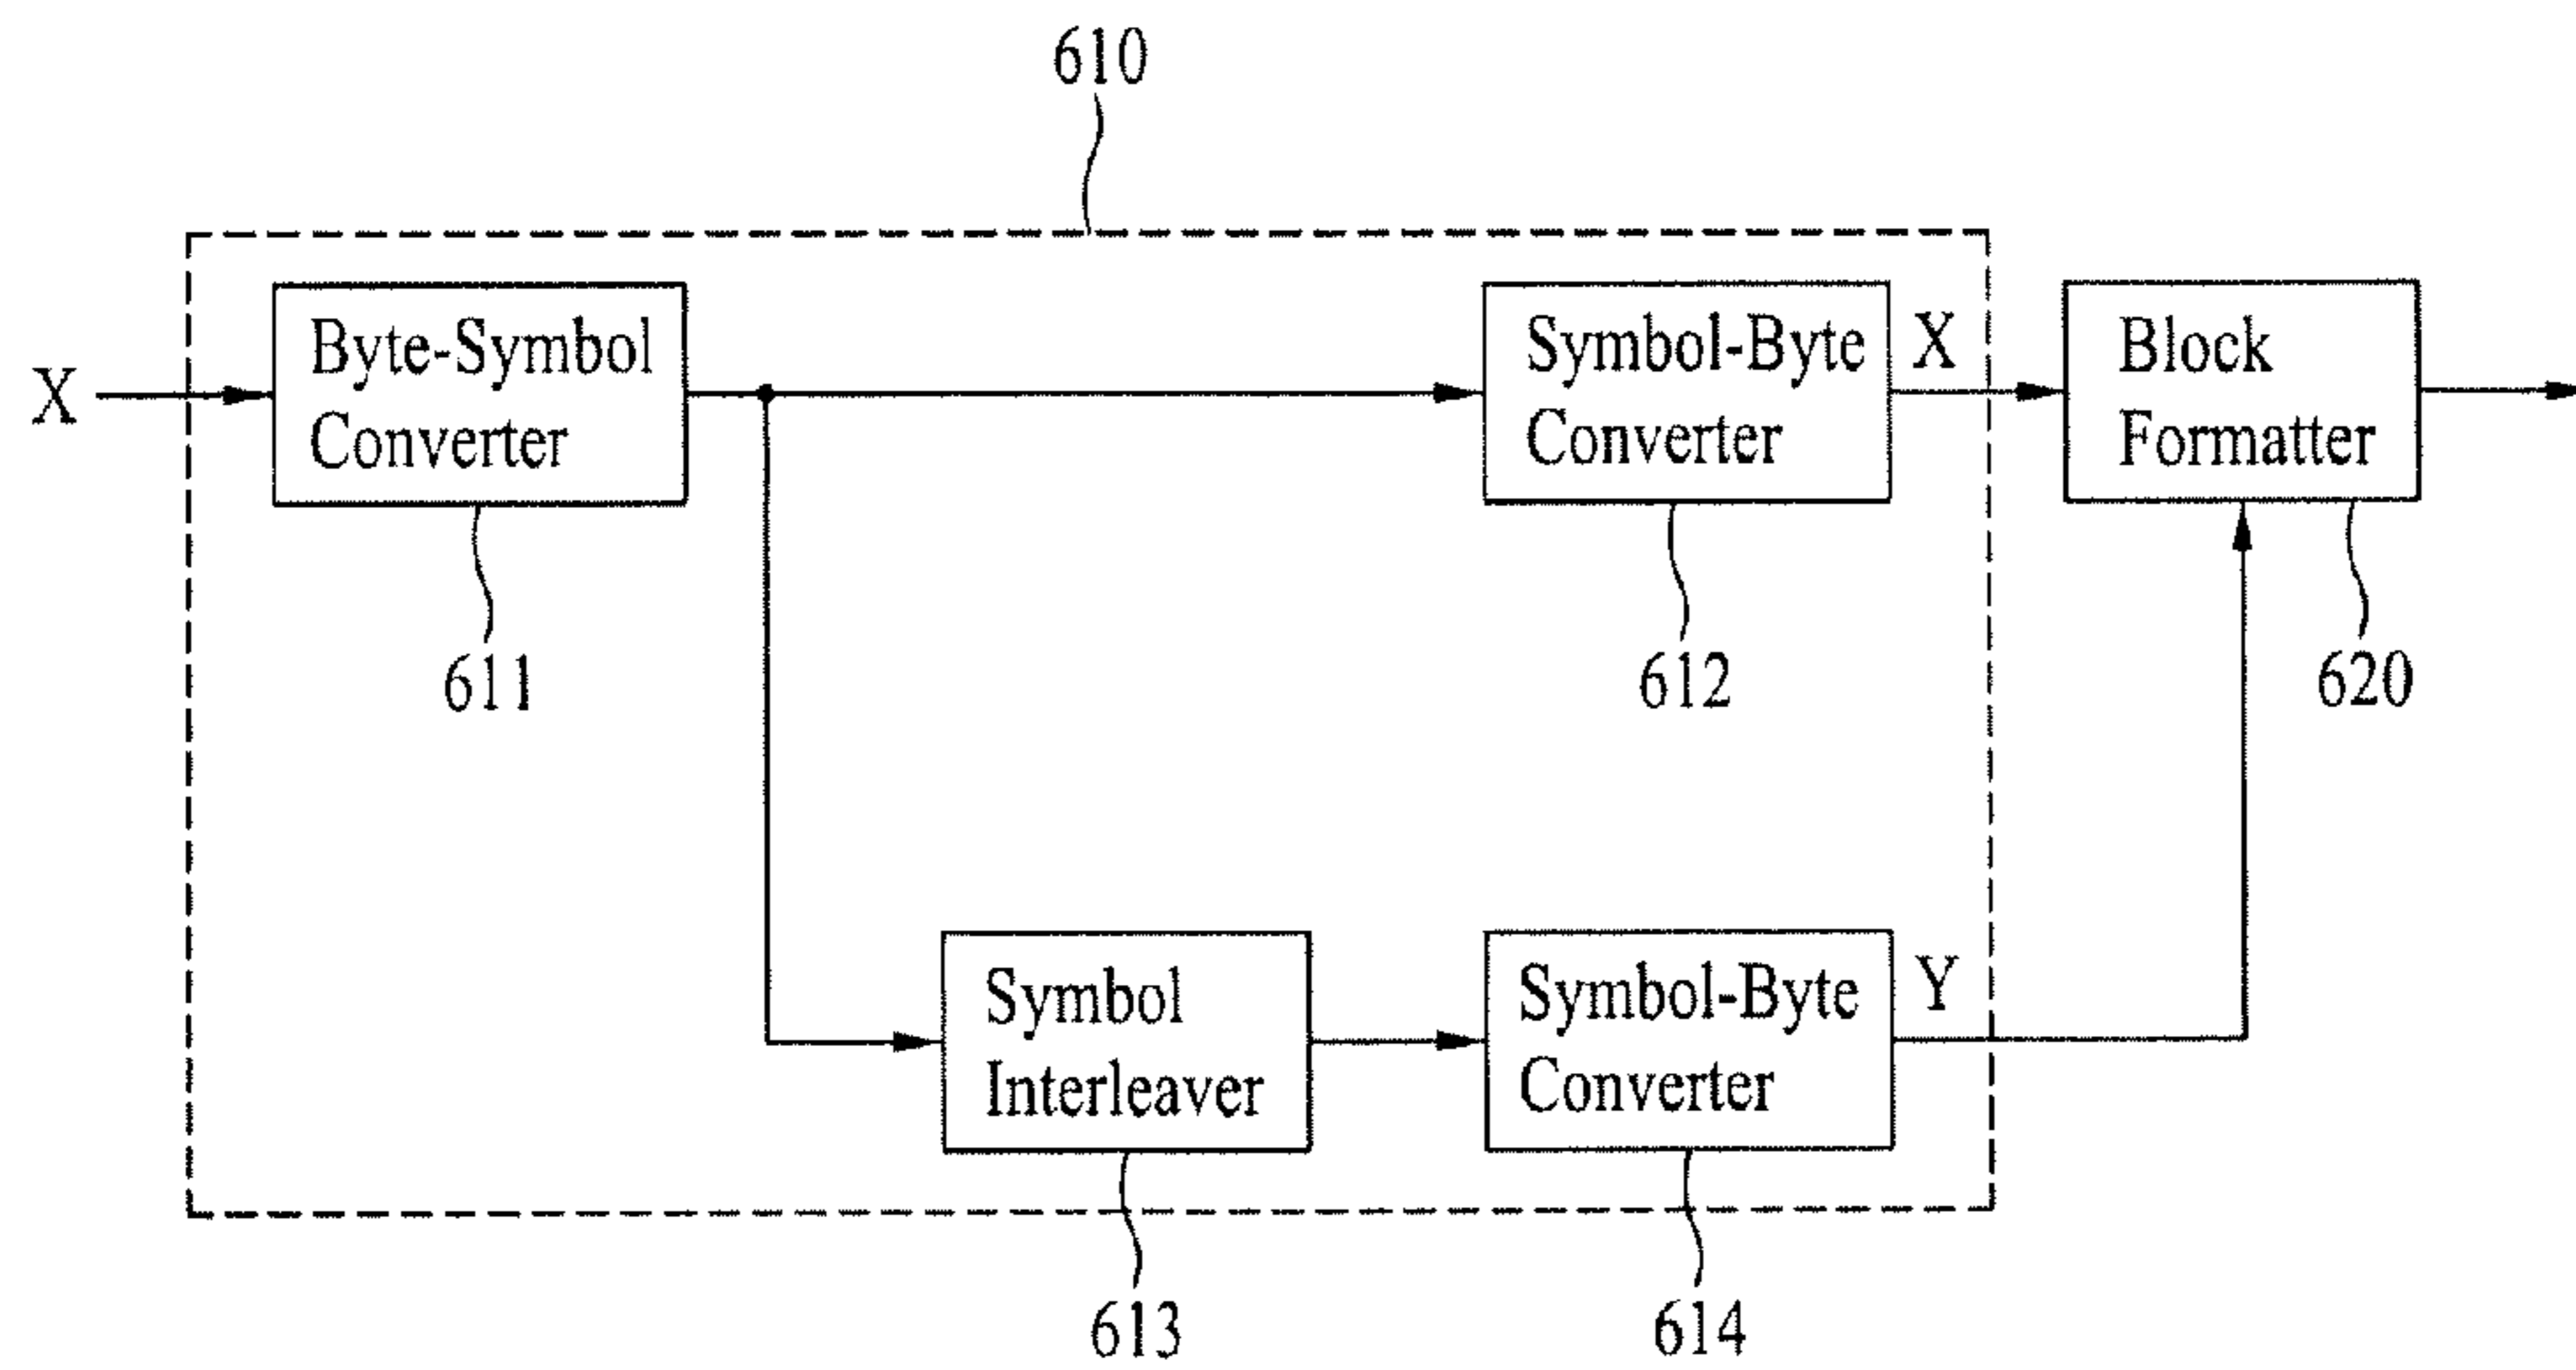 610
X
Byte-Symbol
Converter
Symbol-Byte
Converter
X
Block
Formatter
611
612
620
Symbol
Interleaver
Symbol-Byte
Converter
Y
613
614